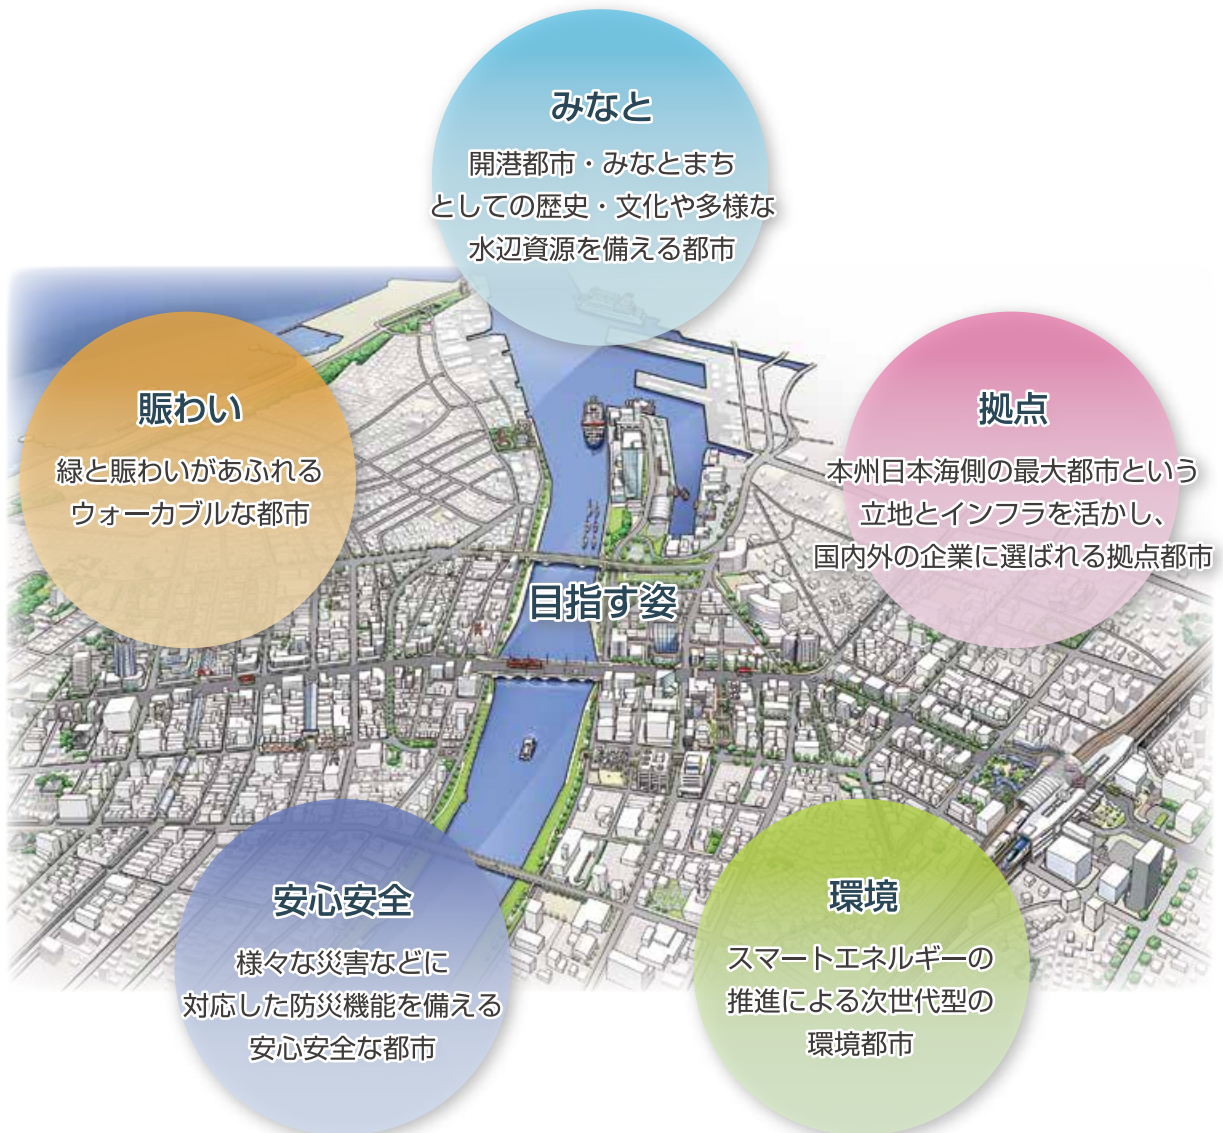 みなと
開港都市・みなとまち
としての歴史・文化や多様な
水辺資源を備える都市
賑わい
緑と賑わいがあふれる
ウォーカブルな都市
拠点
本州日本海側の最大都市という
立地とインフラを活かし、
国内外の企業に選ばれる拠点都市
目指す姿
安心安全
様々な災害などに
対応した防災機能を備える
安心安全な都市
環境
スマートエネルギーの
推進による次世代型の
環境都市